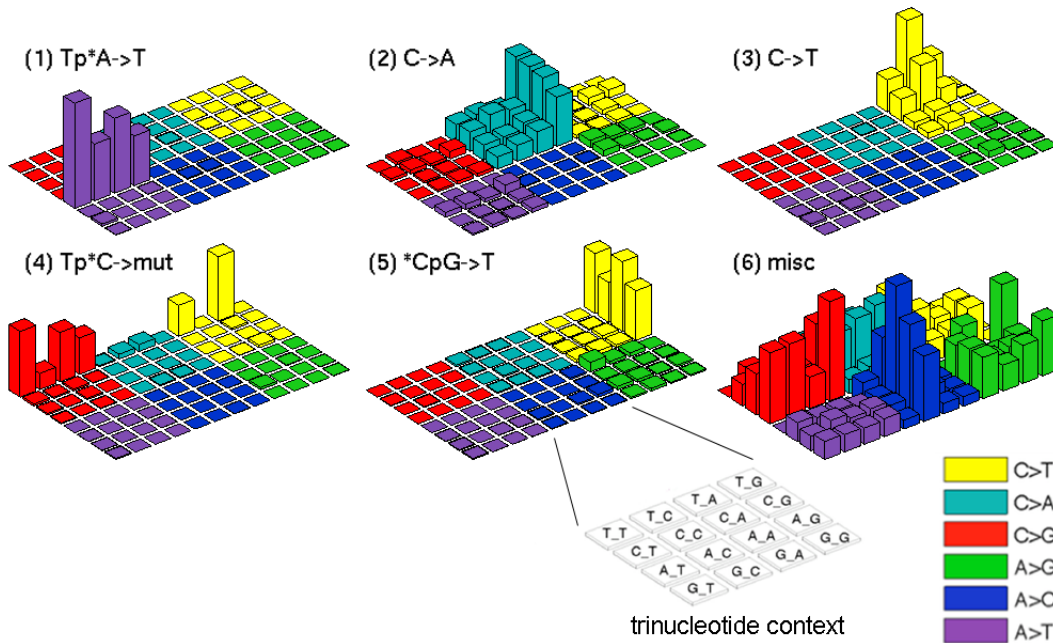 (1) Tp*A->T
(2) C->A
(3) C->T
(4) Tp*C->mut
(5) *CpG->T
(6) misc
T_G
T_A
C_G
T_C
C_A
A_G
T_T
C_C
A_A
G_G
C_T
A_C
G_A
A_T
G_C
G_T
trinucleotide context
C>T
C>A
C>G
A>G
A>C
A>T